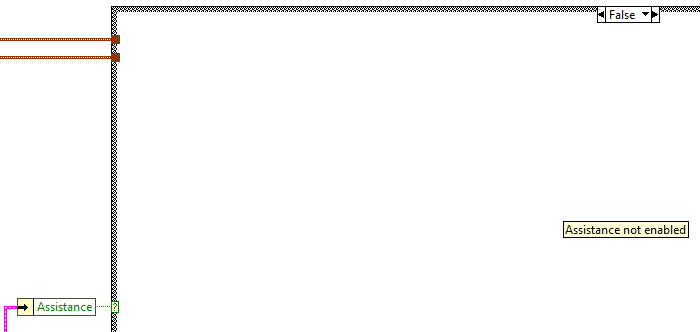 False
Assistance not enabled
Assistance
?